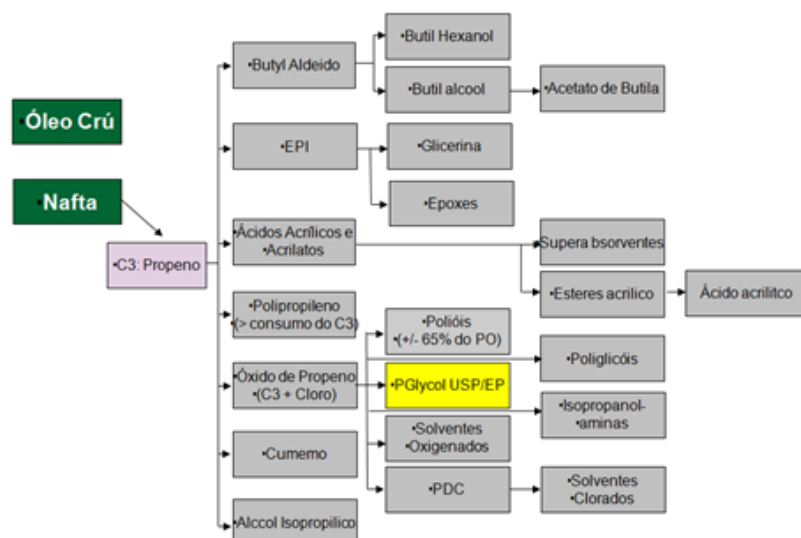 •Butil Hexanol
•Butyl Aldeido
•Butil alcool
•Acetato de Butila
•Óleo Crú
•EPI
•Glicerina
•Nafta
•Epoxes
•Ácidos Acrílicos e
•Acrilatos
Supera bsorventes
•C3: Propeno
•Esteres acrilico
Ácido acrilitco
•Polipropileno
•(> consumo do C3)
•Polióis
•(+/- 65% do PO)
•Poliglicóis
•Óxido de Propeno
•(C3 + Cloro)
•PGlycol USP/EP
•Isopropanol-
•aminas
•Cumemo
•Solventes
•Oxigenados
•PDC
•Solventes
•Clorados
•Alccol Isopropilico